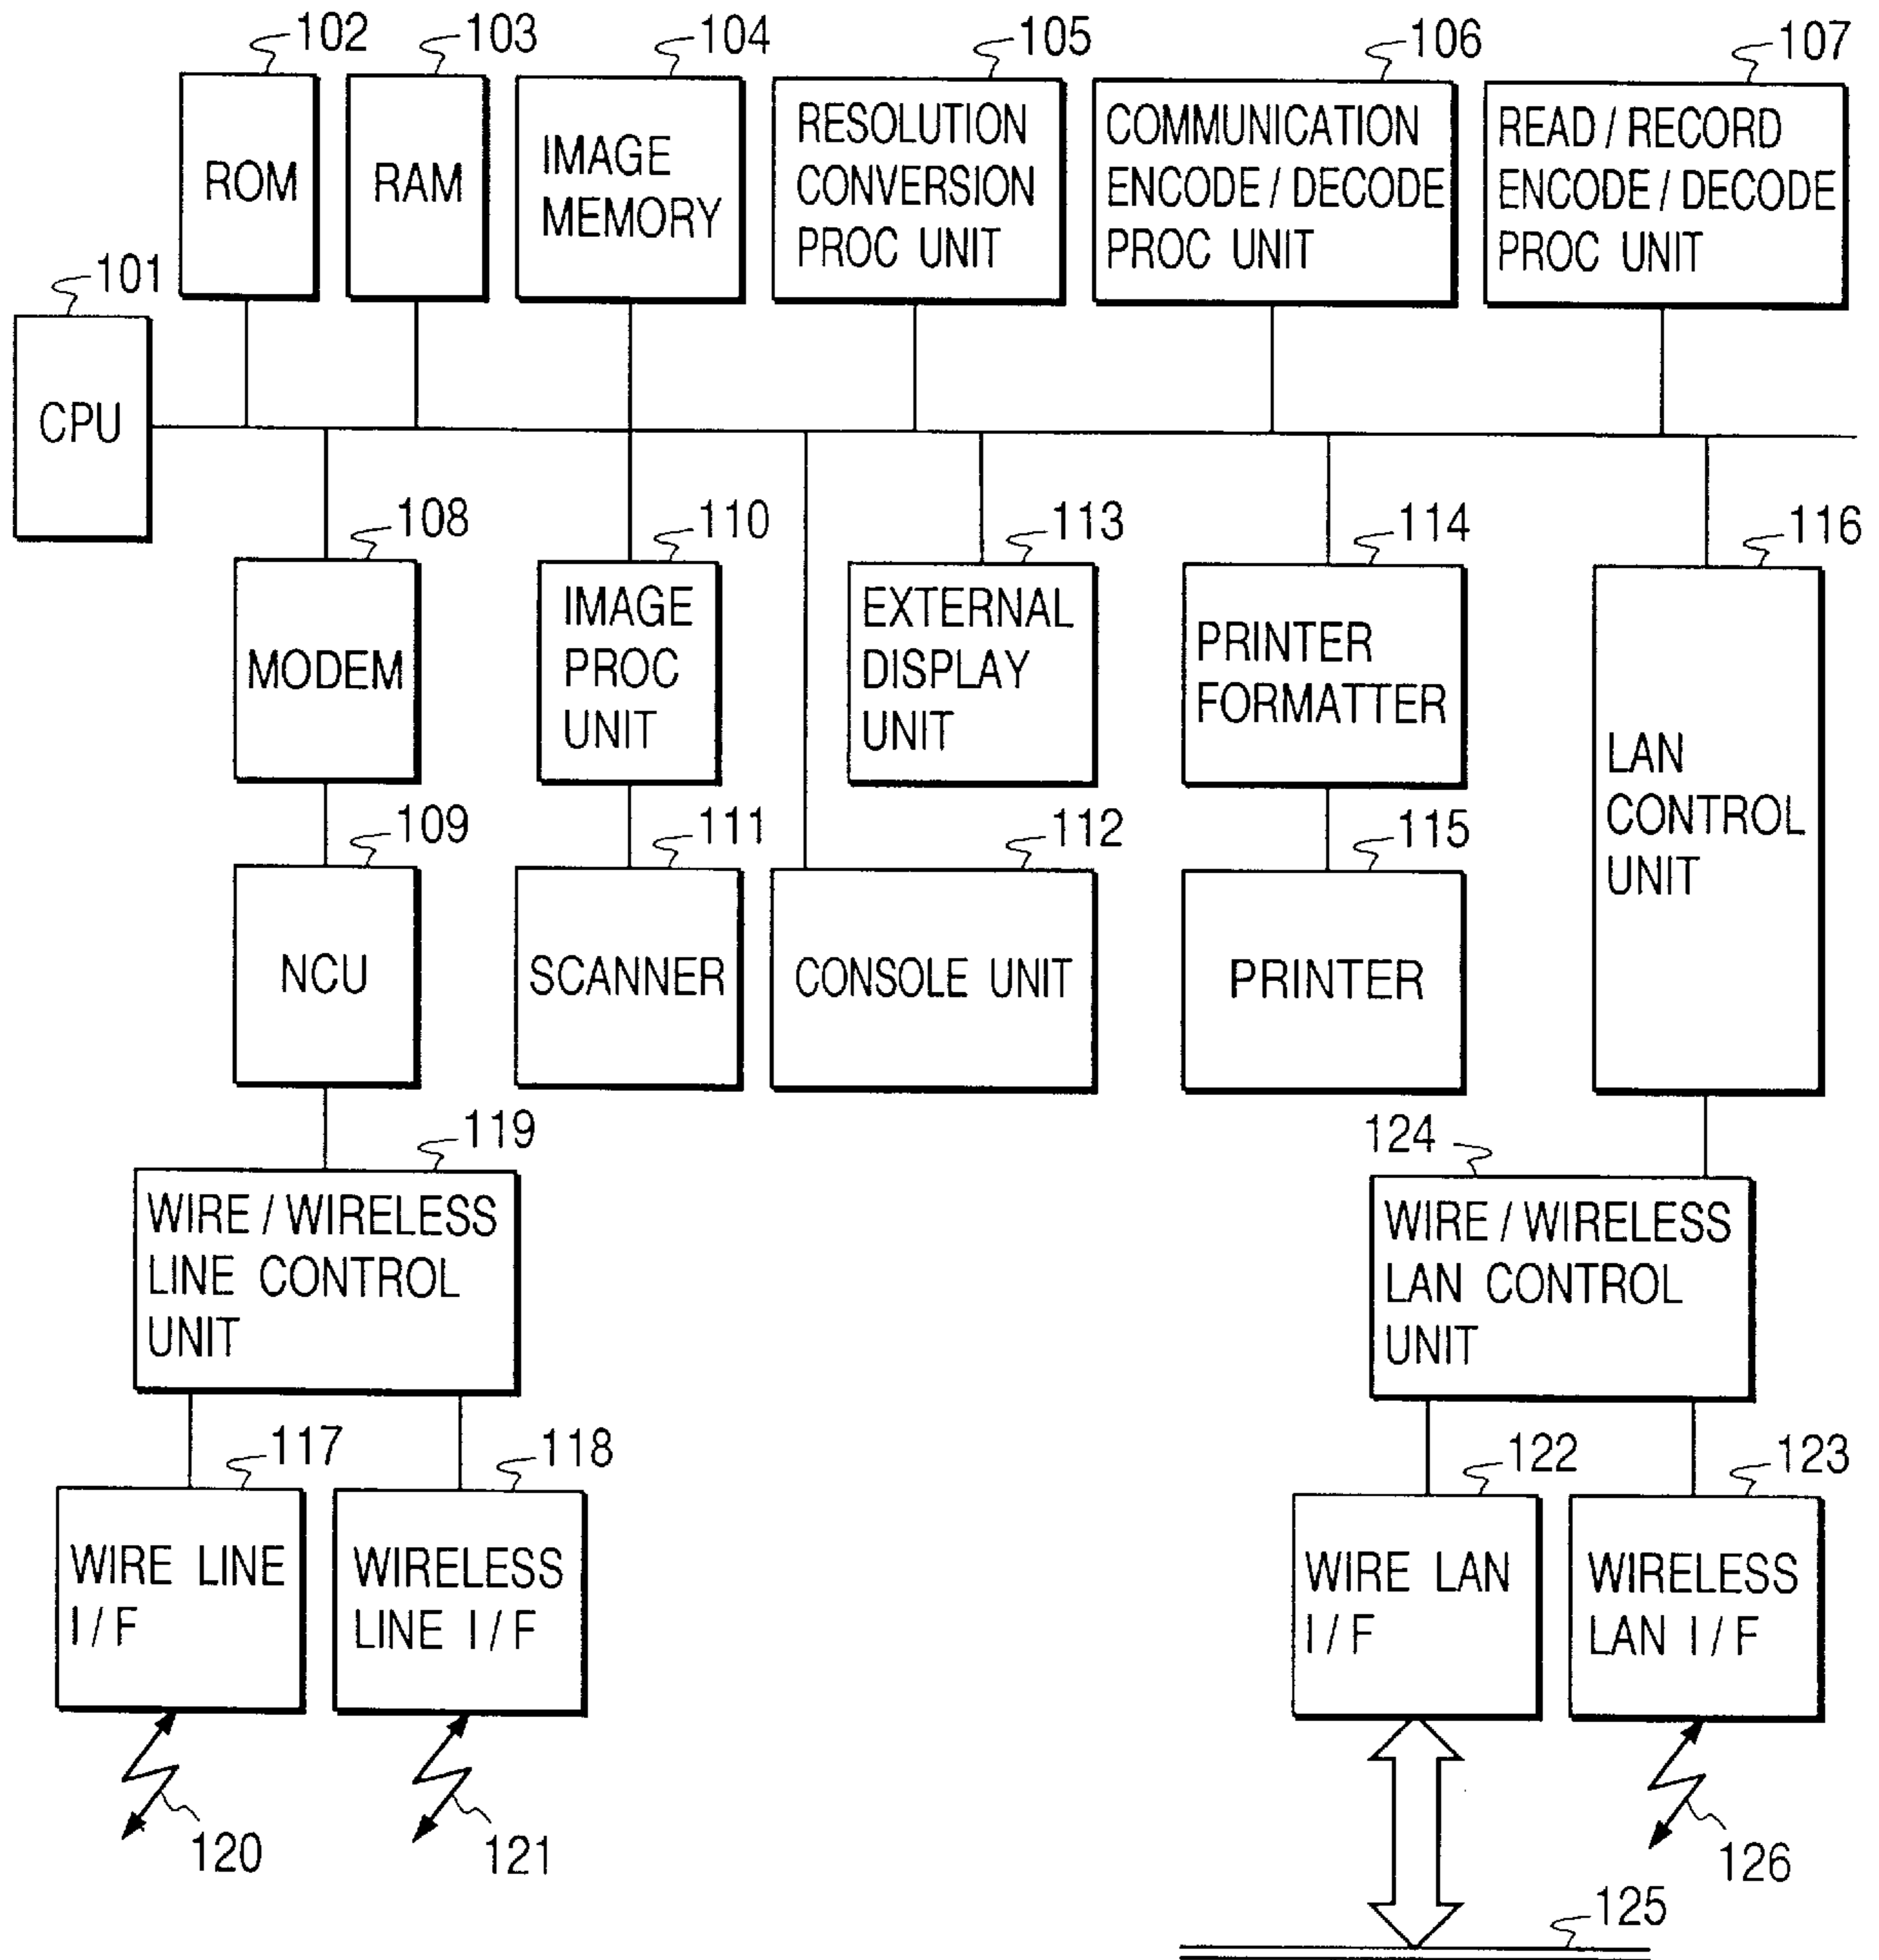 102
103
104
105
106
107
ROM
RAM
IMAGE
MEMORY
RESOLUTION
CONVERSION
PROC UNIT
COMMUNICATION
ENCODE / DECODE
PROC UNIT
READ / RECORD
ENCODE / DECODE
PROC UNIT
101
CPU
108
110
113
114
116
MODEM
IMAGE
PROC
UNIT
EXTERNAL
DISPLAY
UNIT
PRINTER
FORMATTER
LAN
CONTROL
UNIT
109
111
112
115
NCU
SCANNER
CONSOLE UNIT
PRINTER
119
124
WIRE / WIRELESS
LINE CONTROL
UNIT
WIRE / WIRELESS
LAN CONTROL
UNIT
117
118
122
123
WIRE LINE
I / F
WIRELESS
LINE I / F
WIRE LAN
I / F
WIRELESS
LAN I / F
120
121
126
125